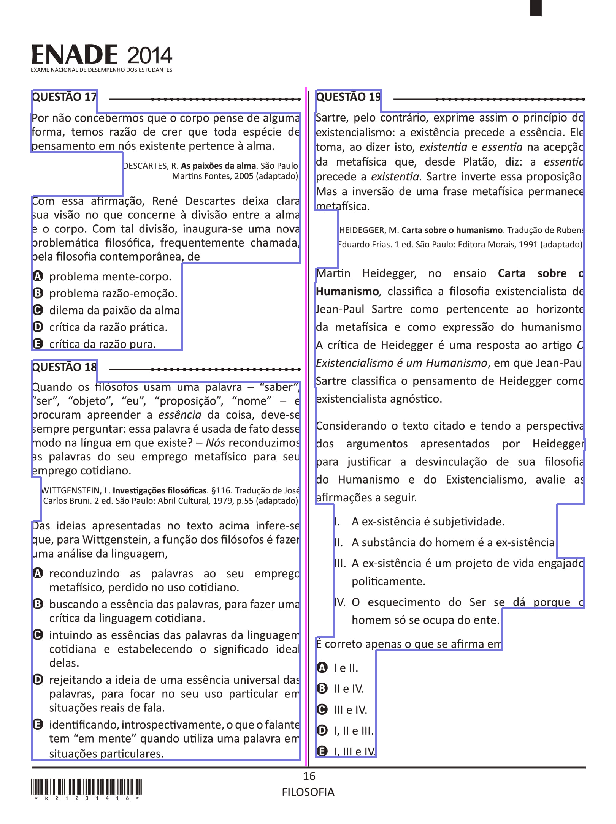 ENADE 2014
EXAME NACIONAL DE DESEMPENHO DOS ESTUDANTES
QUESTÃO 17
Por não concebermos que o corpo pense de alguma
forma, temos razão de crer que toda espécie de
pensamento em nós existente pertence à alma.
DESCARTES, R. As paixões da alma. São Paulo:
Martins Fontes, 2005 (adaptado).
Com essa afirmação, René Descartes deixa clara
sua visão no que concerne à divisão entre a alma
e o corpo. Com tal divisão, inaugura-se uma nova
problemática filosófica, frequentemente chamada,
pela filosofia contemporânea, de
A problema mente-corpo.
B problema razão-emoção.
C dilema da paixão da alma.
D crítica da razão prática.
E crítica da razão pura.
QUESTÃO 18
Quando os filósofos usam uma palavra – “saber”,
“ser”, “objeto”, “eu”, “proposição”, “nome” – e
procuram apreender a essência da coisa, deve-se
sempre perguntar: essa palavra é usada de fato desse
modo na língua em que existe? – Nós reconduzimos
as palavras do seu emprego metafísico para seu
emprego cotidiano.
WITTGENSTEIN, L. Investigações filosóficas. §116. Tradução de José
Carlos Bruni. 2 ed. São Paulo: Abril Cultural, 1979, p.55 (adaptado).
Das ideias apresentadas no texto acima infere-se
que, para Wittgenstein, a função dos filósofos é fazer
uma análise da linguagem,
A reconduzindo as palavras ao seu emprego
metafísico, perdido no uso cotidiano.
B buscando a essência das palavras, para fazer uma
crítica da linguagem cotidiana.
C intuindo as essências das palavras da linguagem
cotidiana e estabelecendo o significado ideal
delas.
D rejeitando a ideia de uma essência universal das
palavras, para focar no seu uso particular em
situações reais de fala.
E identificando, introspectivamente, o que o falante
tem “em mente” quando utiliza uma palavra em
situações particulares.
QUESTÃO 19
Sartre, pelo contrário, exprime assim o princípio do
existencialismo: a existência precede a essência. Ele
toma, ao dizer isto, existentia e essentia na acepção
da metafísica que, desde Platão, diz: a essentia
precede a existentia. Sartre inverte essa proposição.
Mas a inversão de uma frase metafísica permanece
metafísica.
HEIDEGGER, M. Carta sobre o humanismo. Tradução de Rubens
Eduardo Frias. 1 ed. São Paulo: Editora Morais, 1991 (adaptado).
Martin Heidegger, no ensaio Carta sobre o
Humanismo, classifica a filosofia existencialista de
Jean-Paul Sartre como pertencente ao horizonte
da metafísica e como expressão do humanismo.
A crítica de Heidegger é uma resposta ao artigo O
Existencialismo é um Humanismo, em que Jean-Paul
Sartre classifica o pensamento de Heidegger como
existencialista agnóstico.
Considerando o texto citado e tendo a perspectiva
dos argumentos apresentados por Heidegger
para justificar a desvinculação de sua filosofia
do Humanismo e do Existencialismo, avalie as
afirmações a seguir.
I. A ex-sistência é subjetividade.
II. A substância do homem é a ex-sistência.
III. A ex-sistência é um projeto de vida engajado
politicamente.
IV. O esquecimento do Ser se dá porque o
homem só se ocupa do ente.
É correto apenas o que se afirma em
A I e II.
B II e IV.
C III e IV.
D I, II e III.
E I, III e IV.
16
FILOSOFIA